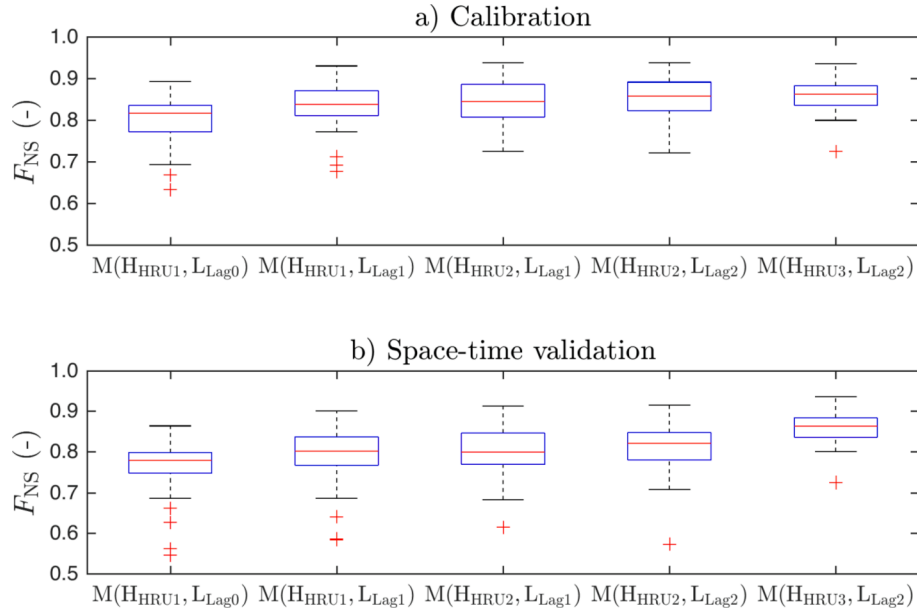 a) Calibration
1.0
0.9
0.8
0.7
0.6
0.5
F_NS (-)
M(H_HRU1, L_Lag0) M(H_HRU1, L_Lag1) M(H_HRU2, L_Lag1) M(H_HRU2, L_Lag2) M(H_HRU3, L_Lag2)
b) Space-time validation
1.0
0.9
0.8
0.7
0.6
0.5
F_NS (-)
M(H_HRU1, L_Lag0) M(H_HRU1, L_Lag1) M(H_HRU2, L_Lag1) M(H_HRU2, L_Lag2) M(H_HRU3, L_Lag2)